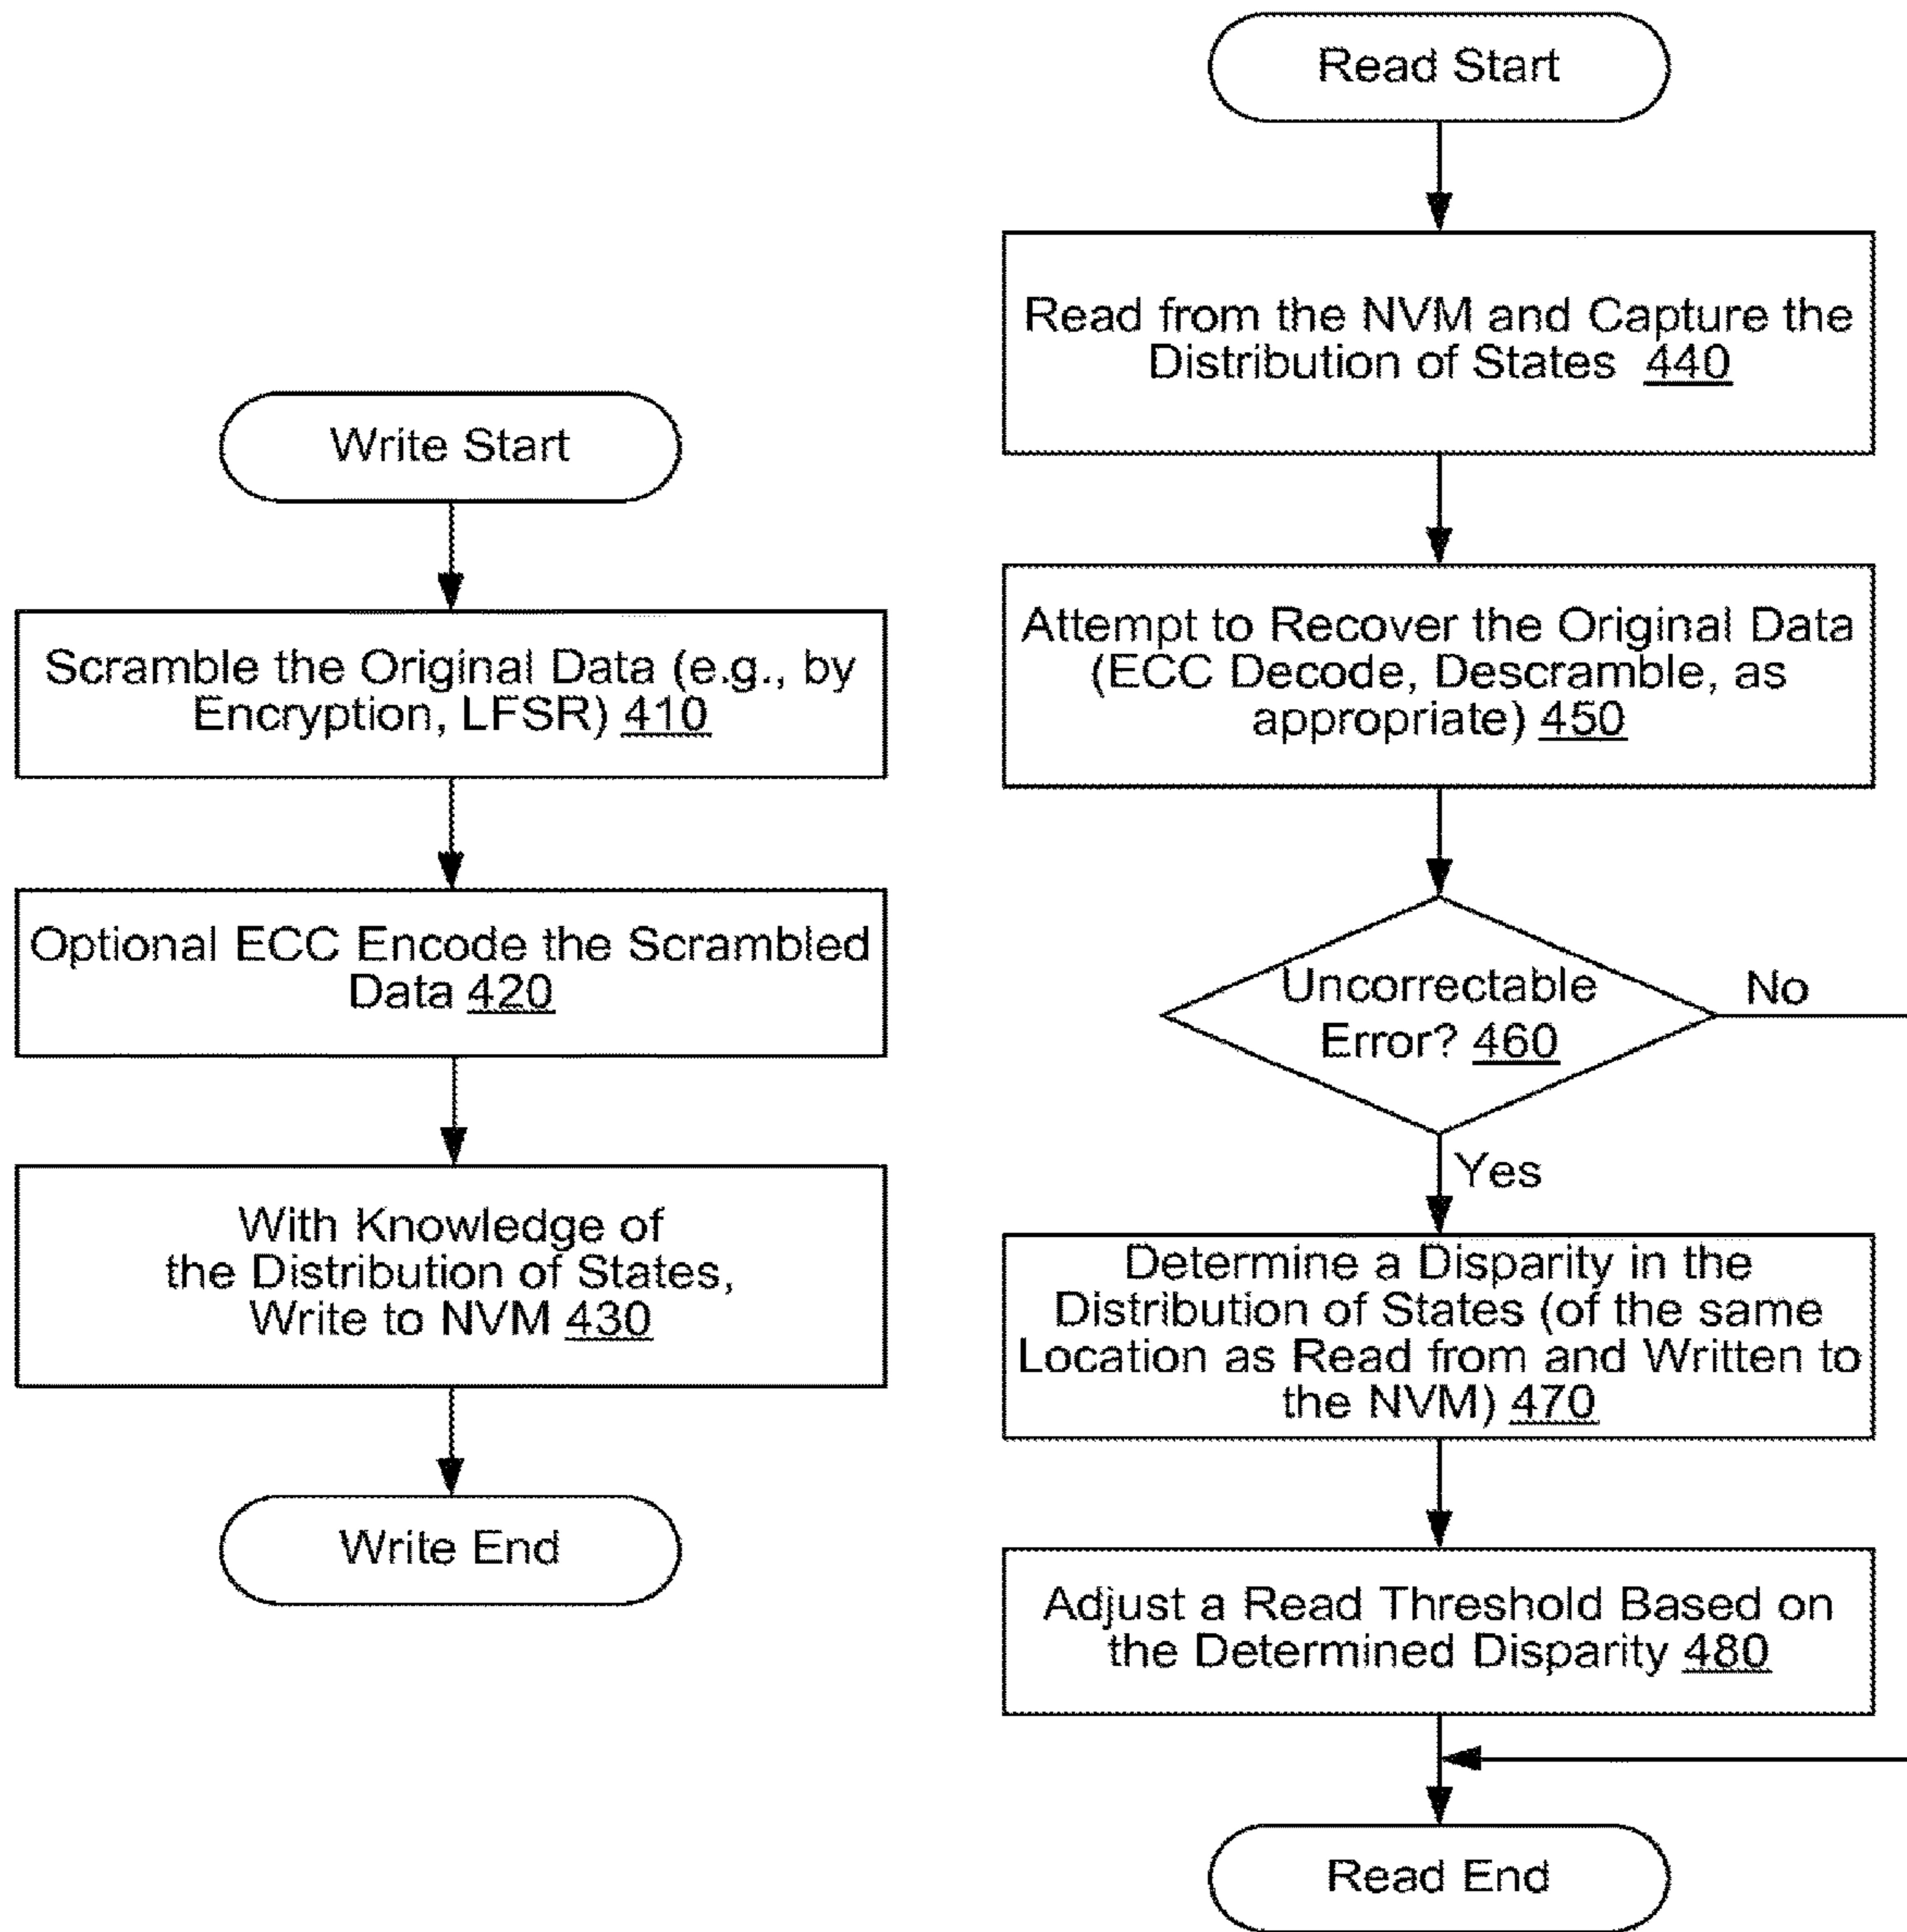 Write Start
Scramble the Original Data (e.g., by
Encryption, LFSR) 410
Optional ECC Encode the Scrambled
Data 420
With Knowledge of
the Distribution of States,
Write to NVM 430
Write End
Read Start
Read from the NVM and Capture the
Distribution of States 440
Attempt to Recover the Original Data
(ECC Decode, Descramble, as
appropriate) 450
Uncorrectable
Error? 460
No
Yes
Determine a Disparity in the
Distribution of States (of the same
Location as Read from and Written to
the NVM) 470
Adjust a Read Threshold Based on
the Determined Disparity 480
Read End